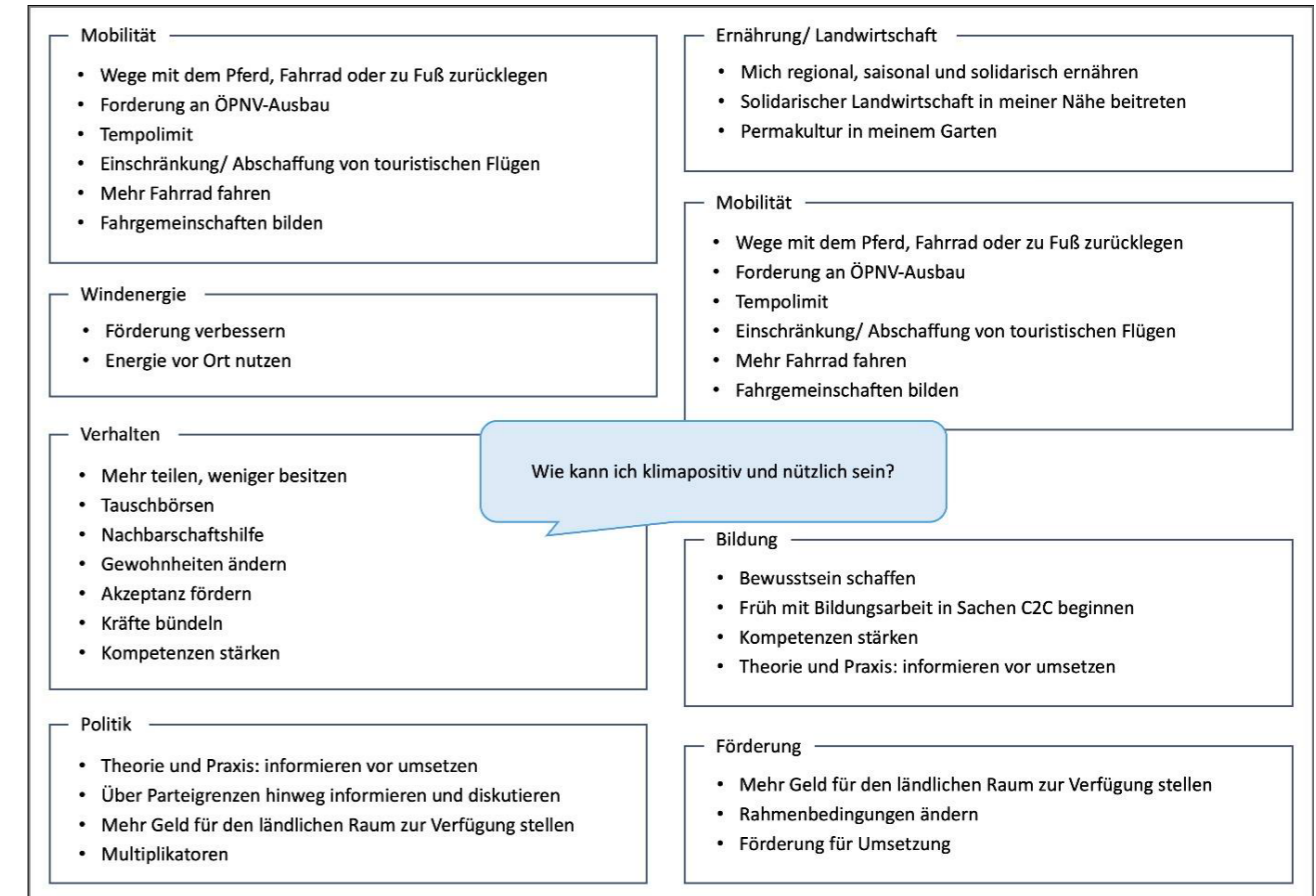 Mobilität
• Wege mit dem Pferd, Fahrrad oder zu Fuß zurücklegen
• Forderung an ÖPNV-Ausbau
• Tempolimit
• Einschränkung/ Abschaffung von touristischen Flügen
• Mehr Fahrrad fahren
• Fahrgemeinschaften bilden
Windenergie
• Förderung verbessern
• Energie vor Ort nutzen
Verhalten
• Mehr teilen, weniger besitzen
• Tauschbörsen
• Nachbarschaftshilfe
• Gewohnheiten ändern
• Akzeptanz fördern
• Kräfte bündeln
• Kompetenzen stärken
Politik
• Theorie und Praxis: informieren vor umsetzen
• Über Parteigrenzen hinweg informieren und diskutieren
• Mehr Geld für den ländlichen Raum zur Verfügung stellen
• Multiplikatoren
Wie kann ich klimapositiv und nützlich sein?
Ernährung/ Landwirtschaft
• Mich regional, saisonal und solidarisch ernähren
• Solidarischer Landwirtschaft in meiner Nähe beitreten
• Permakultur in meinem Garten
Mobilität
• Wege mit dem Pferd, Fahrrad oder zu Fuß zurücklegen
• Forderung an ÖPNV-Ausbau
• Tempolimit
• Einschränkung/ Abschaffung von touristischen Flügen
• Mehr Fahrrad fahren
• Fahrgemeinschaften bilden
Bildung
• Bewusstsein schaffen
• Früh mit Bildungsarbeit in Sachen C2C beginnen
• Kompetenzen stärken
• Theorie und Praxis: informieren vor umsetzen
Förderung
• Mehr Geld für den ländlichen Raum zur Verfügung stellen
• Rahmenbedingungen ändern
• Förderung für Umsetzung